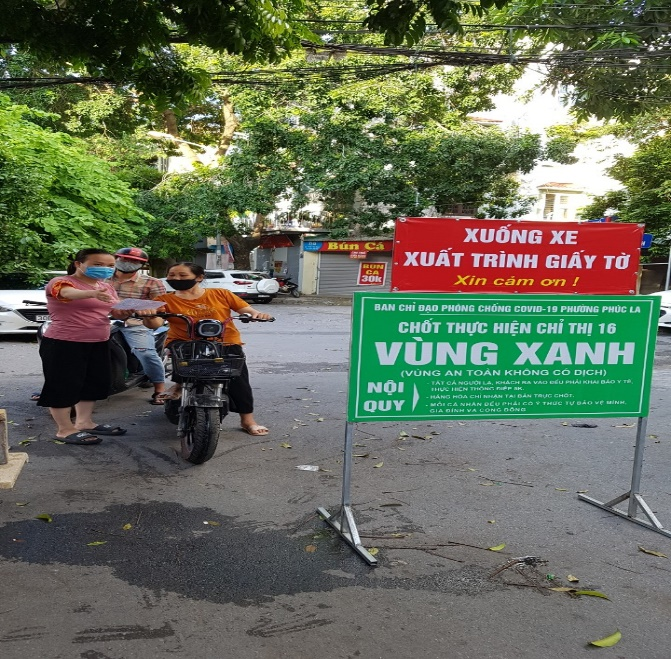 Bún Cá
BÚN CÁ
30K
XUỐNG XE
XUẤT TRÌNH GIẤY TỜ
Xin cảm ơn !
BAN CHỈ ĐẠO PHÒNG CHỐNG COVID-19 PHƯỜNG PHÚC LA
CHỐT THỰC HIỆN CHỈ THỊ 16
VÙNG XANH
(VÙNG AN TOÀN KHÔNG CÓ DỊCH)
NỘI QUY
- TẤT CẢ NGƯỜI LẠ, KHÁCH RA VÀO ĐỀU PHẢI KHAI BÁO Y TẾ,
THỰC HIỆN THÔNG ĐIỆP 5K.
- HÀNG HÓA CHỈ NHẬN TẠI BÀN TRỰC CHỐT.
- MỖI CÁ NHÂN ĐỀU PHẢI CÓ Ý THỨC TỰ BẢO VỆ MÌNH,
GIA ĐÌNH VÀ CỘNG ĐỒNG